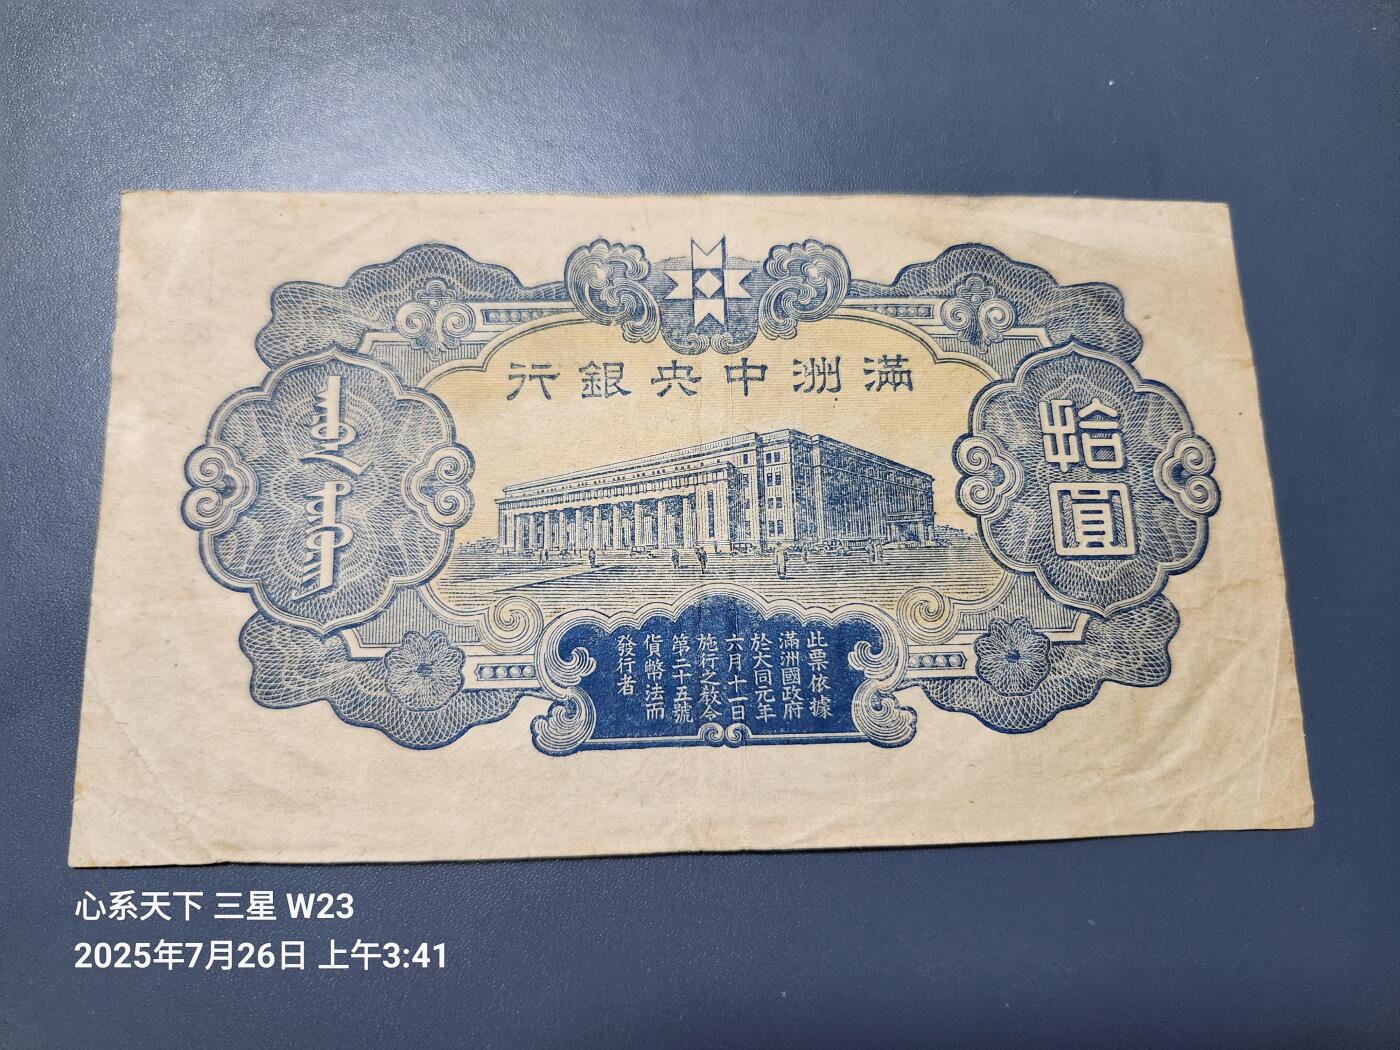 滿洲中央銀行
拾圓
此票依據
滿洲國政府
於大同元年
六月十一日
施行之敎令
第二十五號
貨幣法而
發行者
心系天下 三星 W23
2025年7月26日 上午3:41